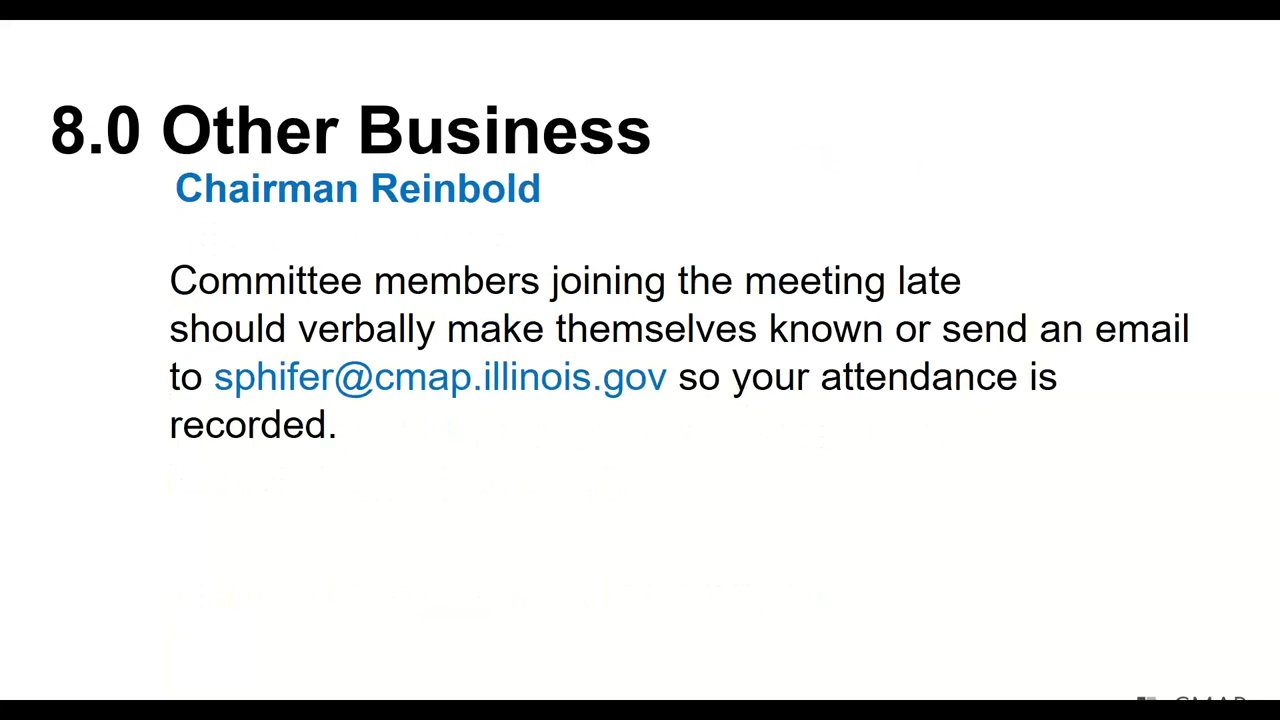 8.0 Other Business
Chairman Reinbold
Committee members joining the meeting late
should verbally make themselves known or send an email
to sphifer@cmap.illinois.gov so your attendance is
recorded.